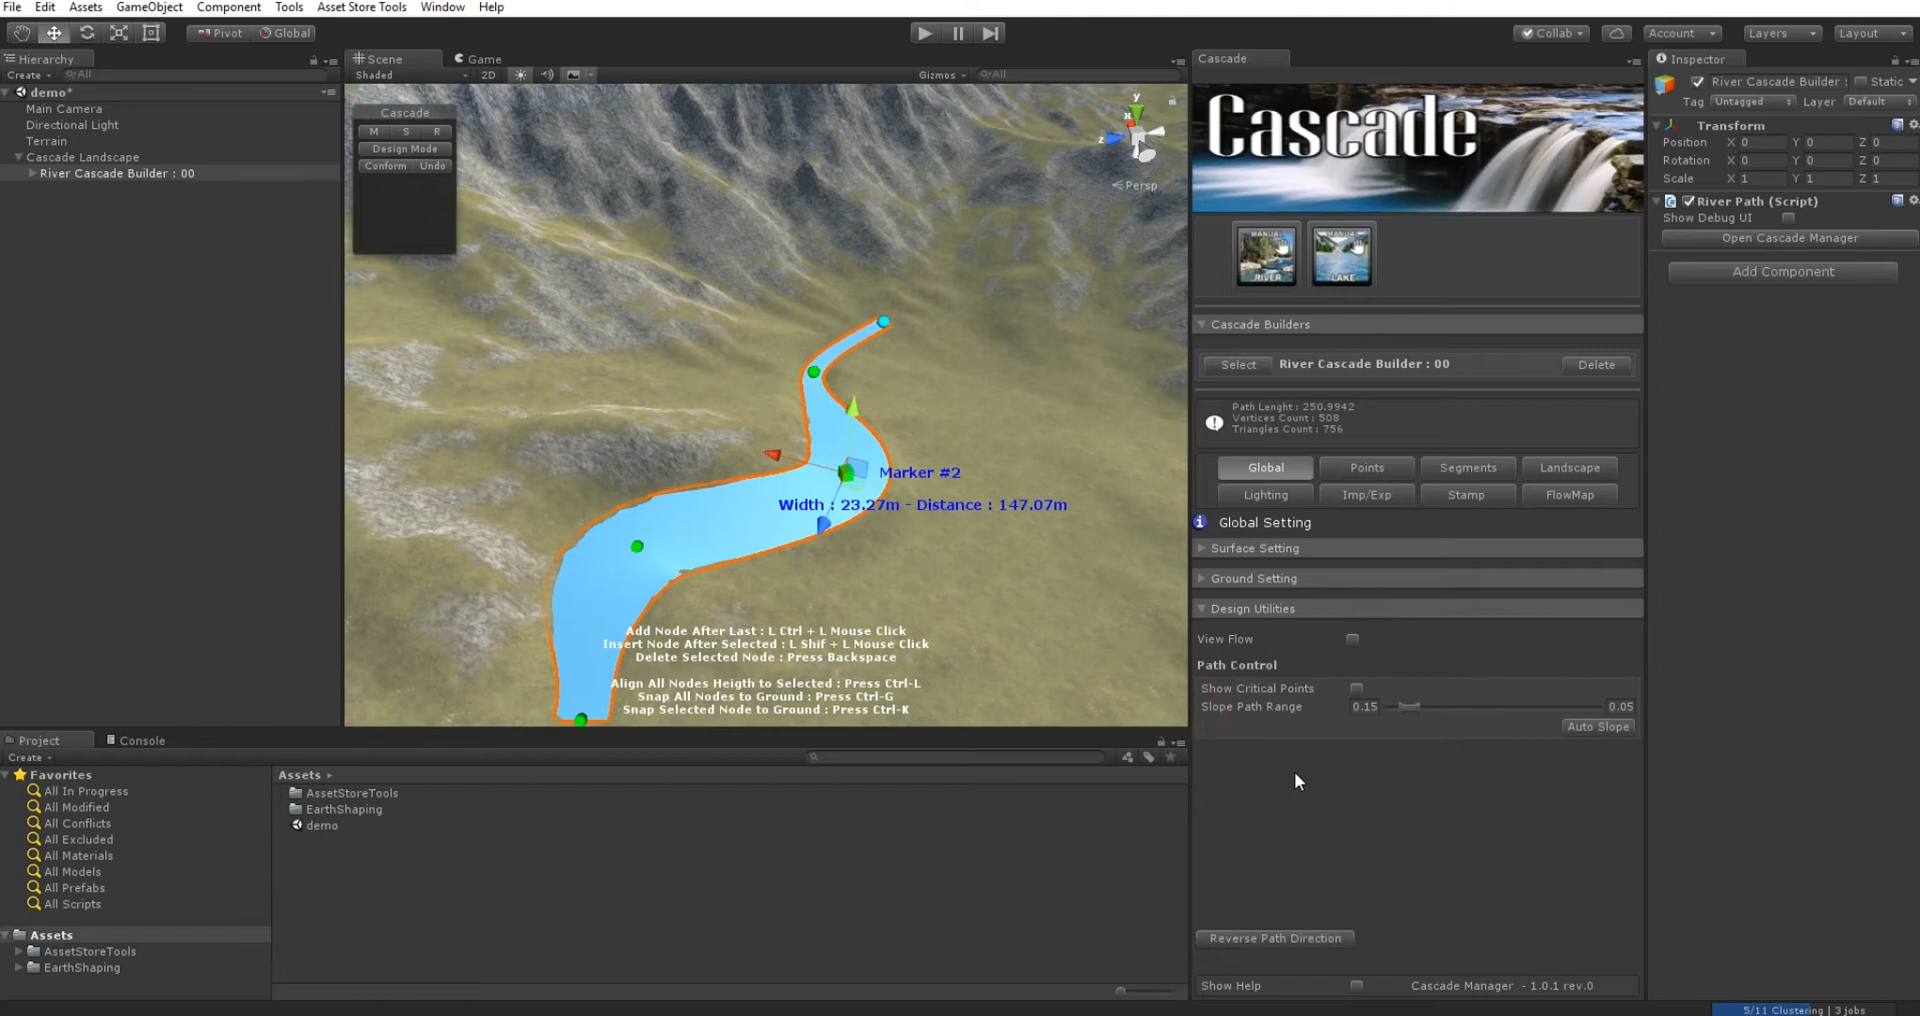 File Edit Assets GameObject Component Tools Asset Store Tools Window Help
Pivot Global Collab Account Layers Layout
Hierarchy
Create All
demo*
Main Camera
Directional Light
Terrain
Cascade Landscape
River Cascade Builder : 00
Scene Game
Shaded 2D Gizmos All
Cascade
M S R
Design Mode
Conform Undo
y
x
z
Persp
Marker #2
Width : 23.27m - Distance : 147.07m
Add Node After Last : L Ctrl + L Mouse Click
Insert Node After Selected : L Shif + L Mouse Click
Delete Selected Node : Press Backspace
Align All Nodes Heigth to Selected : Press Ctrl-L
Snap All Nodes to Ground : Press Ctrl-G
Snap Selected Node to Ground : Press Ctrl-K
Project Console
Create
Favorites
All In Progress
All Modified
All Conflicts
All Excluded
All Materials
All Models
All Prefabs
All Scripts
Assets
AssetStoreTools
EarthShaping
Assets
AssetStoreTools
EarthShaping
demo
Cascade
Cascade
MANUAL RIVER
MANUAL LAKE
Cascade Builders
Select River Cascade Builder : 00 Delete
Path Lenght : 250.9942
Vertices Count : 508
Triangles Count : 756
Global Points Segments Landscape
Lighting Imp/Exp Stamp FlowMap
Global Setting
Surface Setting
Ground Setting
Design Utilities
View Flow
Path Control
Show Critical Points
Slope Path Range 0.15 0.05
Auto Slope
Reverse Path Direction
Show Help Cascade Manager - 1.0.1 rev.0
Inspector
River Cascade Builder : Static
Tag Untagged Layer Default
Transform
Position X 0 Y 0 Z 0
Rotation X 0 Y 0 Z 0
Scale X 1 Y 1 Z 1
River Path (Script)
Show Debug UI
Open Cascade Manager
Add Component
5/11 Clustering | 3 jobs